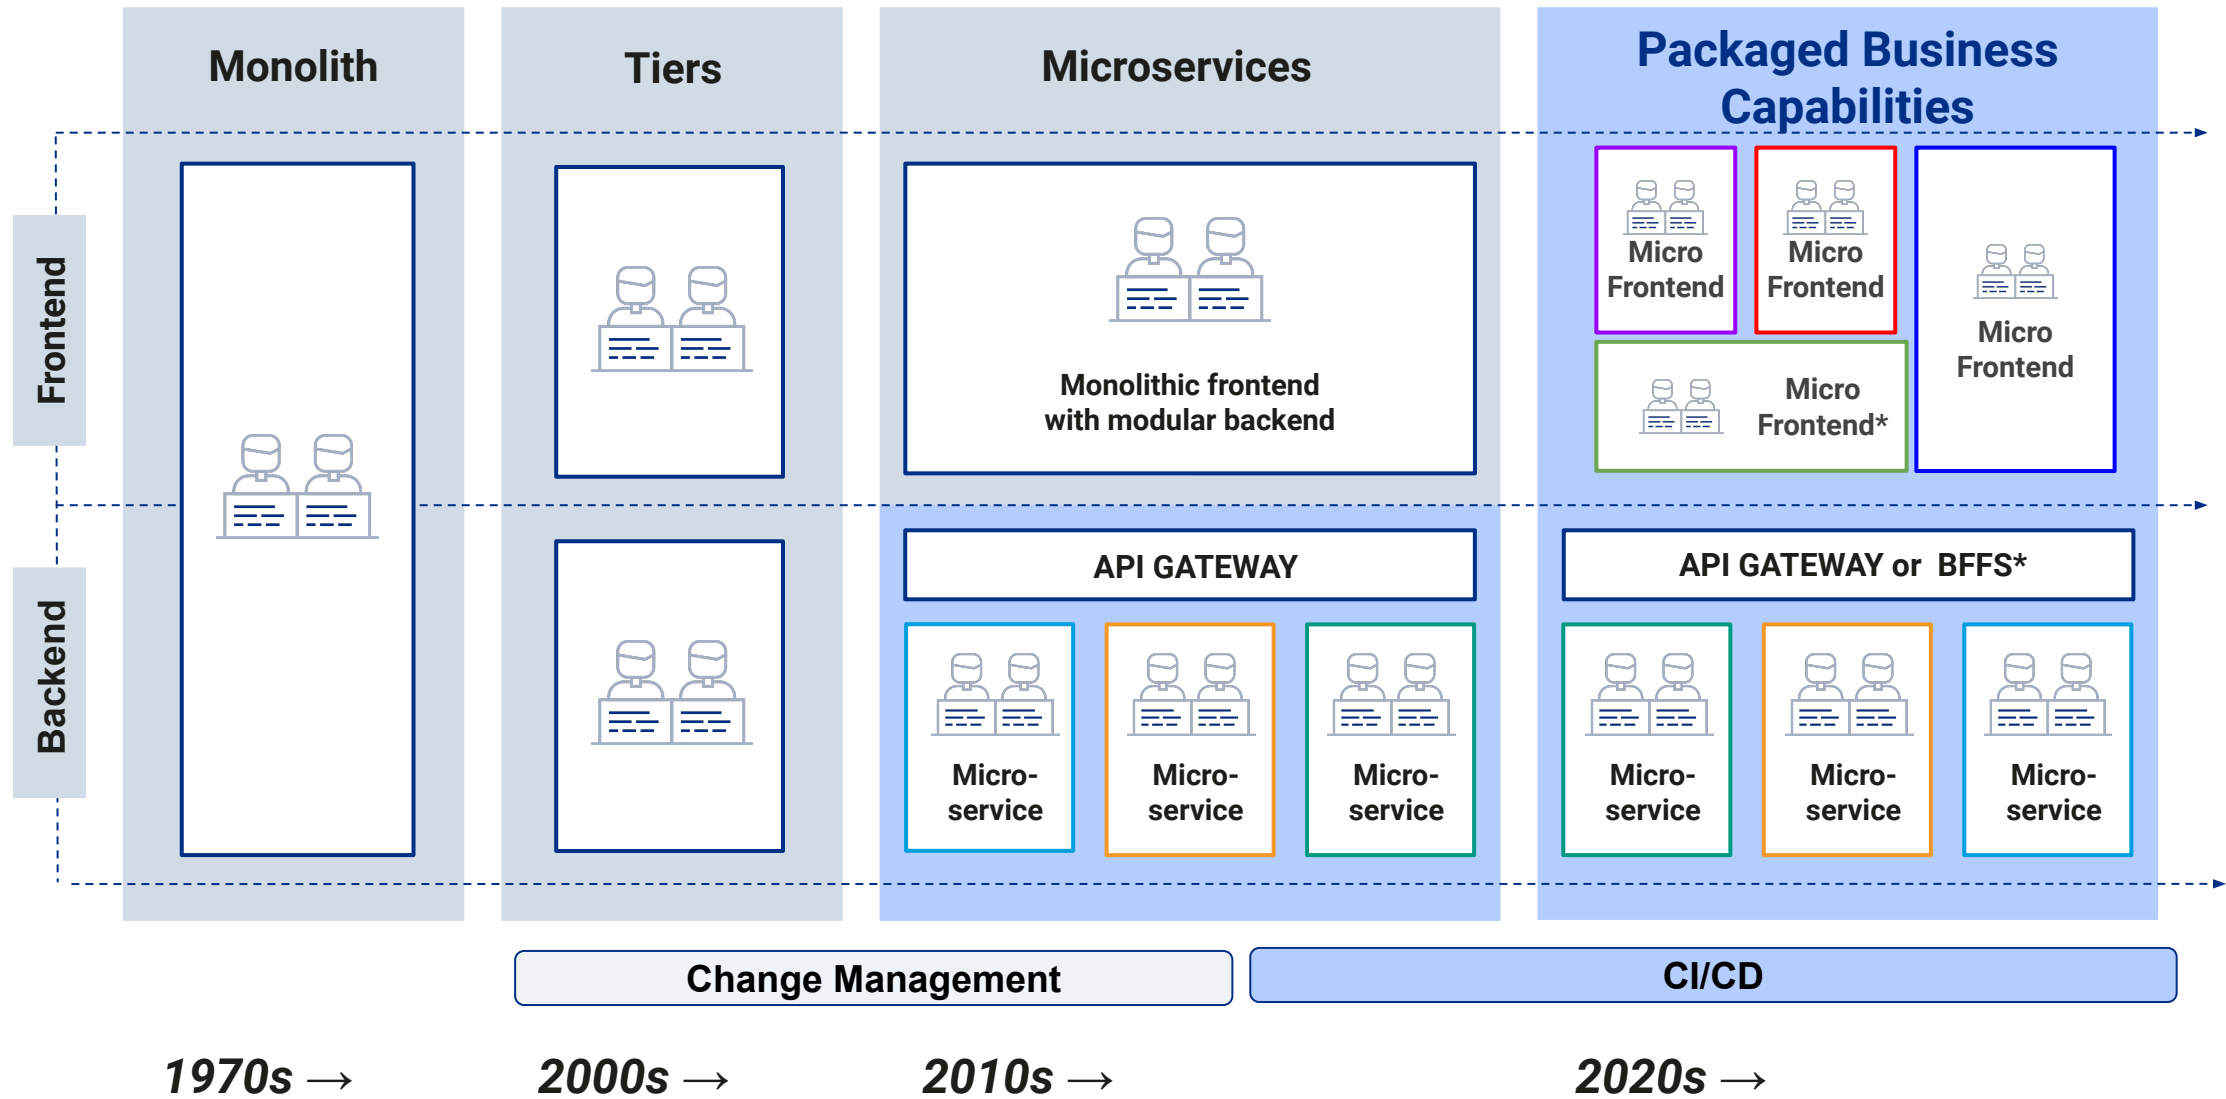 Monolith
Tiers
Microservices
Packaged Business
Capabilities
Frontend
Backend
Monolithic frontend
with modular backend
Micro
Frontend
Micro
Frontend
Micro
Frontend
Micro
Frontend*
API GATEWAY
API GATEWAY or BFFS*
Micro-
service
Micro-
service
Micro-
service
Micro-
service
Micro-
service
Micro-
service
Change Management
CI/CD
1970s →
2000s →
2010s →
2020s →